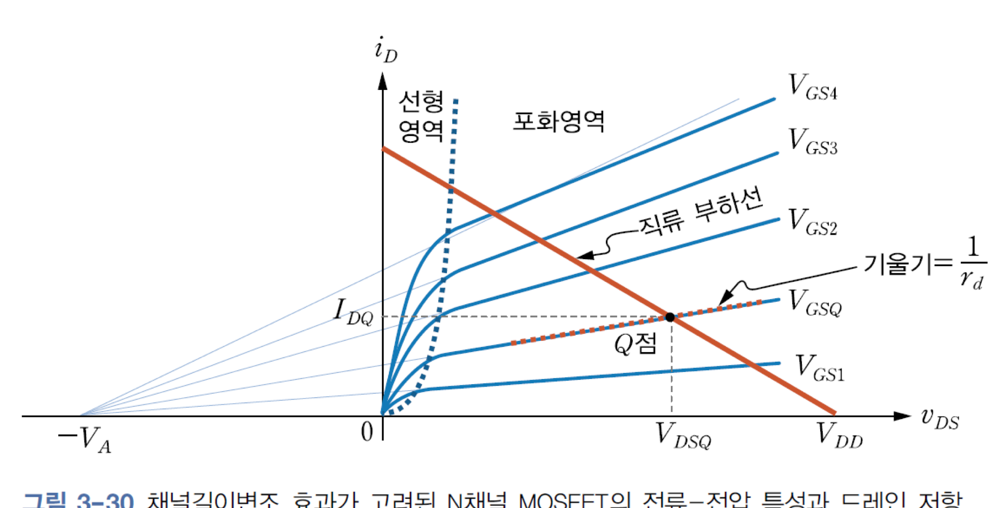 i_D
선형
영역
포화영역
V_GS4
V_GS3
직류 부하선
V_GS2
기울기= 1/r_d
V_GSQ
I_DQ
Q점
V_GS1
-V_A
0
V_DSQ
V_DD
v_DS
그림 3-30 채널길이변조 효과가 고려된 N채널 MOSFET의 전류-전압 특성과 드레인 저항